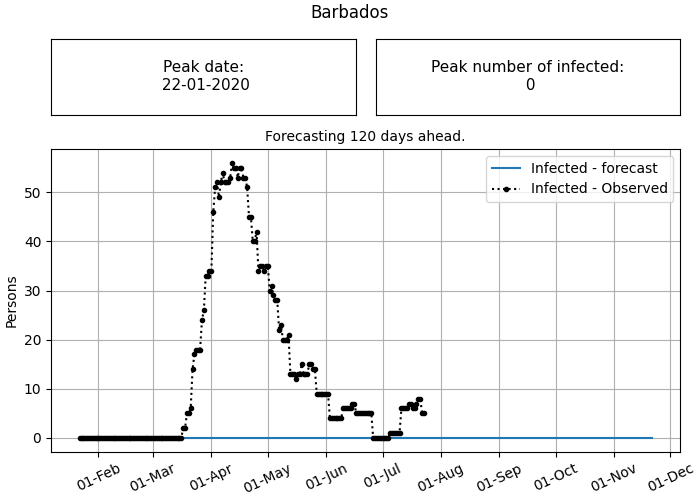 Barbados
Peak date:
22-01-2020
Peak number of infected:
0
Forecasting 120 days ahead.
Infected - forecast
Infected - Observed
Persons
50
40
30
20
10
0
01-Feb
01-Mar
01-Apr
01-May
01-Jun
01-Jul
01-Aug
01-Sep
01-Oct
01-Nov
01-Dec